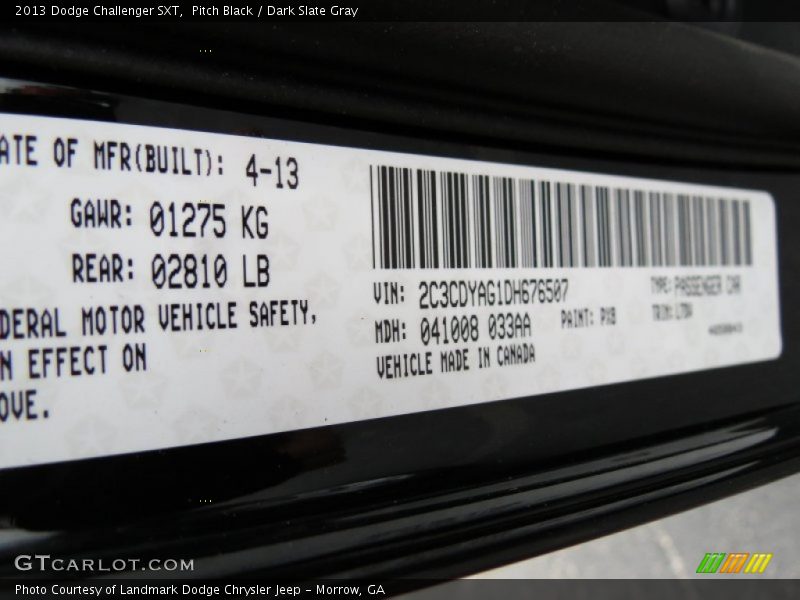 2013 Dodge Challenger SXT,  Pitch Black / Dark Slate Gray
ATE OF MFR(BUILT): 4-13
GAWR: 01275 KG
REAR: 02810 LB
DERAL MOTOR VEHICLE SAFETY,
N EFFECT ON
OVE.
VIN: 2C3CDYAG1DH676507
TYPE: PASSENGER CAR
MDH: 041008 033AA
PAINT: PX8
TRIM:
VEHICLE MADE IN CANADA
GTCARLOT.COM
Photo Courtesy of Landmark Dodge Chrysler Jeep - Morrow, GA